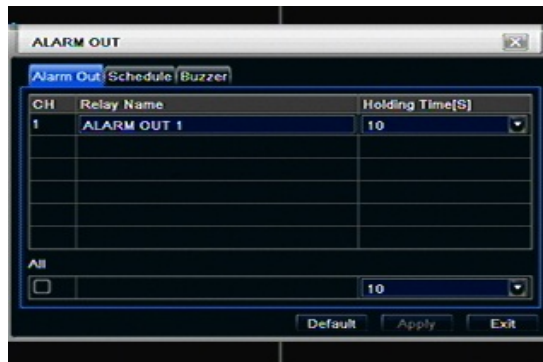 ALARM OUT
Alarm Out Schedule Buzzer
CH Relay Name Holding Time[S]
1 ALARM OUT 1 10
All
10
Default Apply Exit